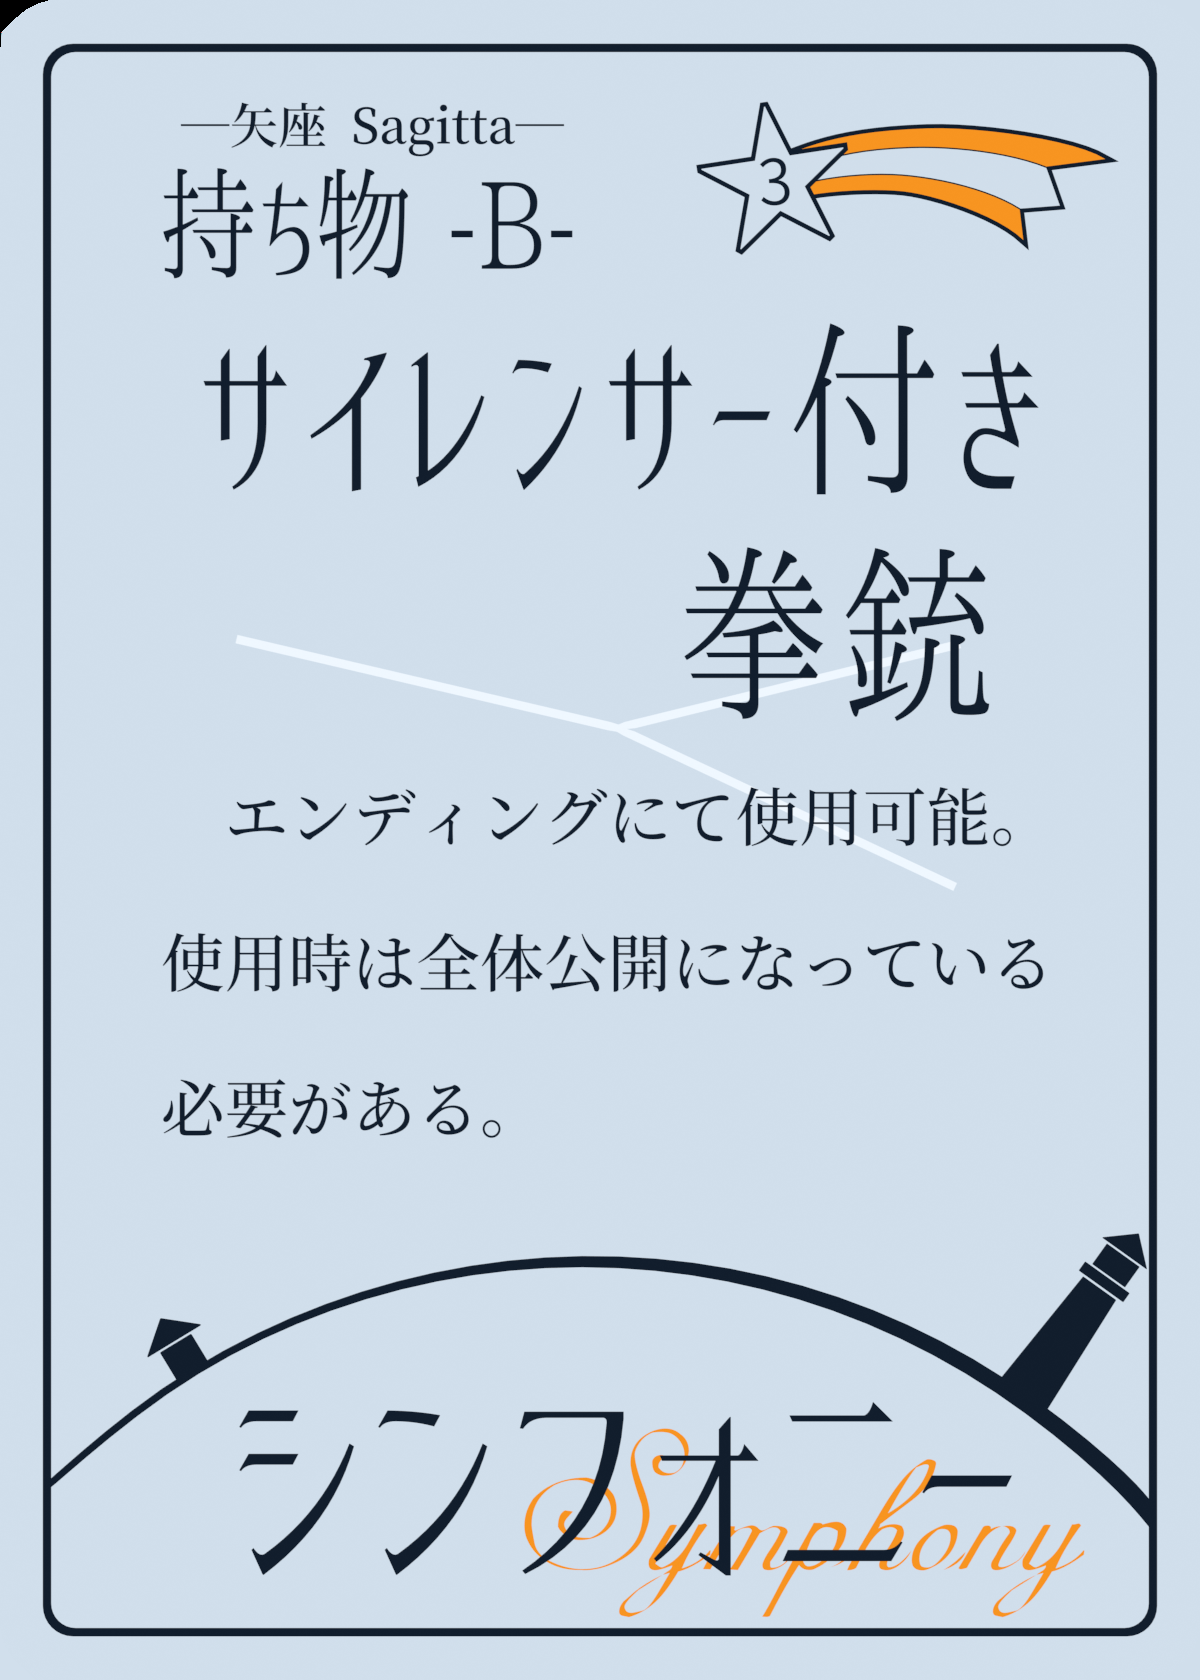 ―矢座 Sagitta―
持ち物 -B-
3
サイレンサー付き
拳銃
エンディングにて使用可能。
使用時は全体公開になっている
必要がある。
シンフォニー
Symphony